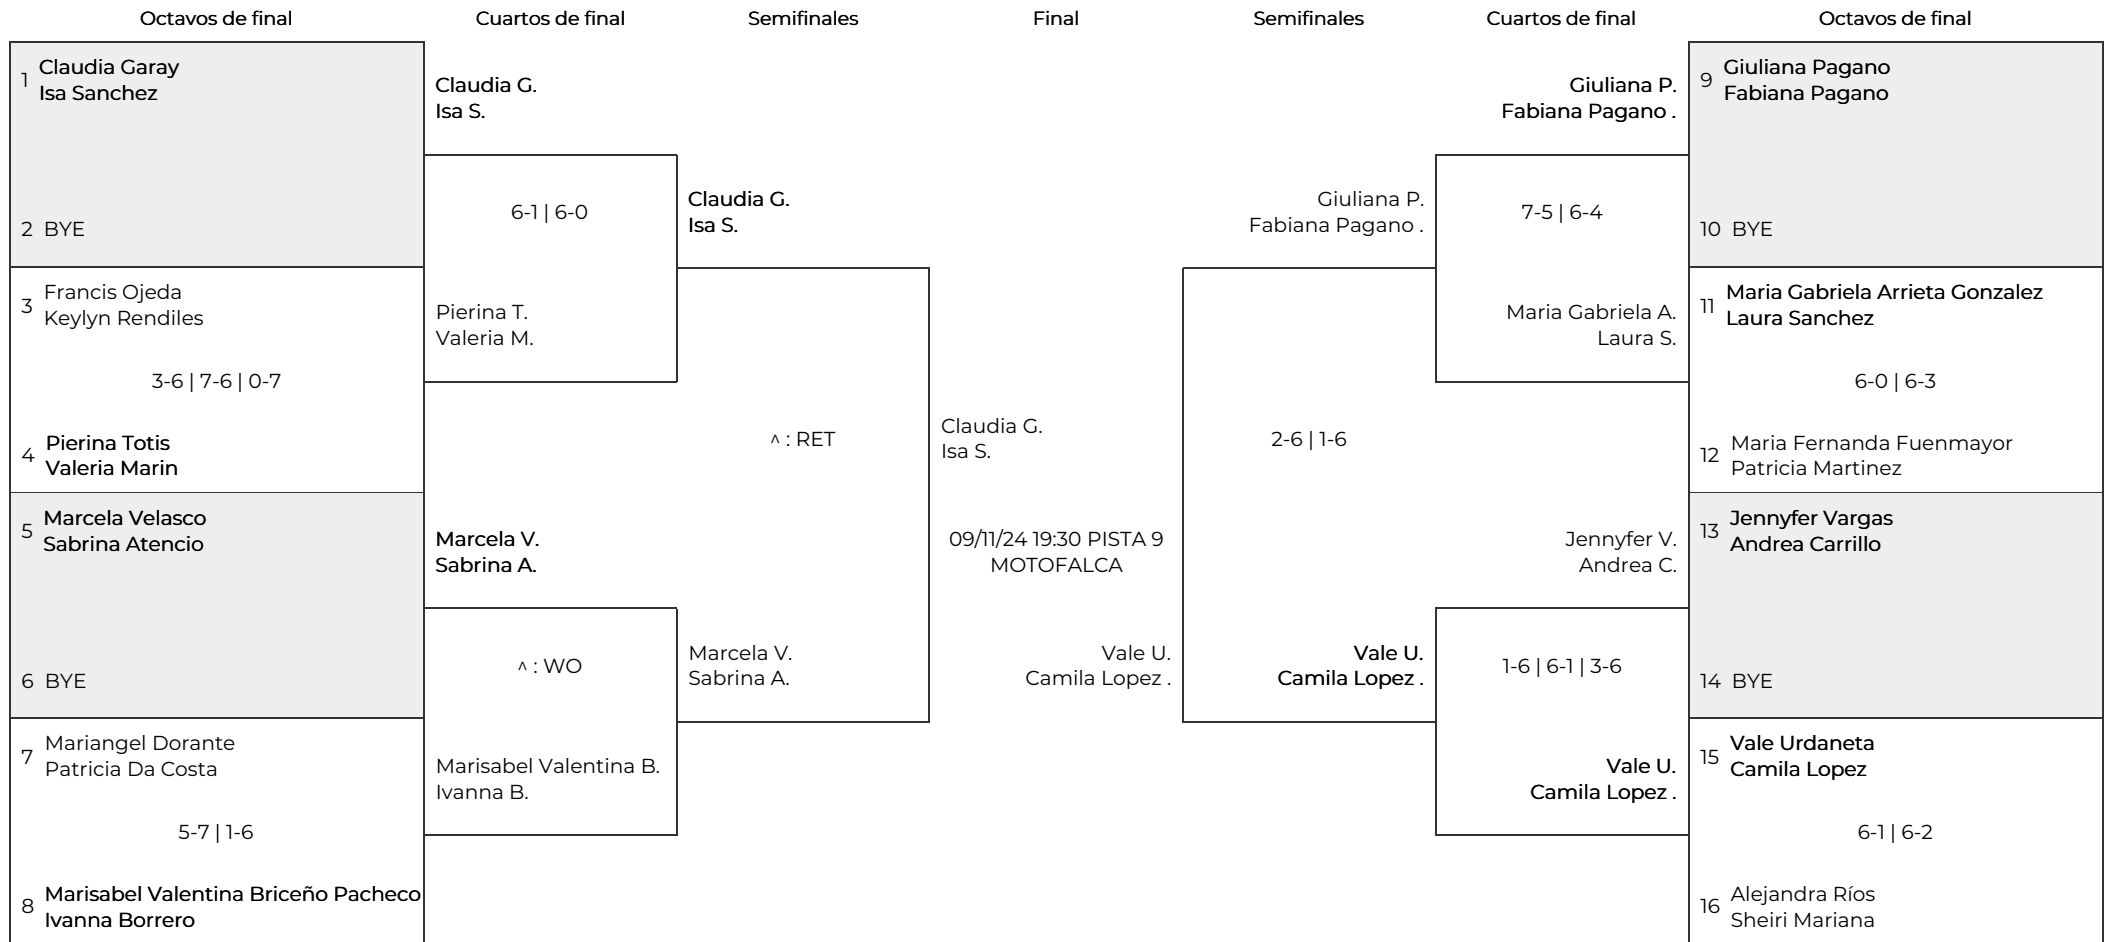 Octavos de final
Cuartos de final
Semifinales
Final
Semifinales
Cuartos de final
Octavos de final
1
Claudia Garay
Isa Sanchez
2 BYE
3
Francis Ojeda
Keylyn Rendiles
3-6 | 7-6 | 0-7
4
Pierina Totis
Valeria Marin
5
Marcela Velasco
Sabrina Atencio
6 BYE
7
Mariangel Dorante
Patricia Da Costa
5-7 | 1-6
8
Marisabel Valentina Briceño Pacheco
Ivanna Borrero
Claudia G.
Isa S.
6-1 | 6-0
Pierina T.
Valeria M.
Marcela V.
Sabrina A.
^ : WO
Marisabel Valentina B.
Ivanna B.
Claudia G.
Isa S.
^ : RET
Marcela V.
Sabrina A.
Claudia G.
Isa S.
09/11/24 19:30 PISTA 9
MOTOFALCA
Vale U.
Camila Lopez .
Giuliana P.
Fabiana Pagano .
2-6 | 1-6
Vale U.
Camila Lopez .
Giuliana P.
Fabiana Pagano .
7-5 | 6-4
Maria Gabriela A.
Laura S.
Jennyfer V.
Andrea C.
1-6 | 6-1 | 3-6
Vale U.
Camila Lopez .
9
Giuliana Pagano
Fabiana Pagano
10 BYE
11
Maria Gabriela Arrieta Gonzalez
Laura Sanchez
6-0 | 6-3
12
Maria Fernanda Fuenmayor
Patricia Martinez
13
Jennyfer Vargas
Andrea Carrillo
14 BYE
15
Vale Urdaneta
Camila Lopez
6-1 | 6-2
16
Alejandra Ríos
Sheiri Mariana